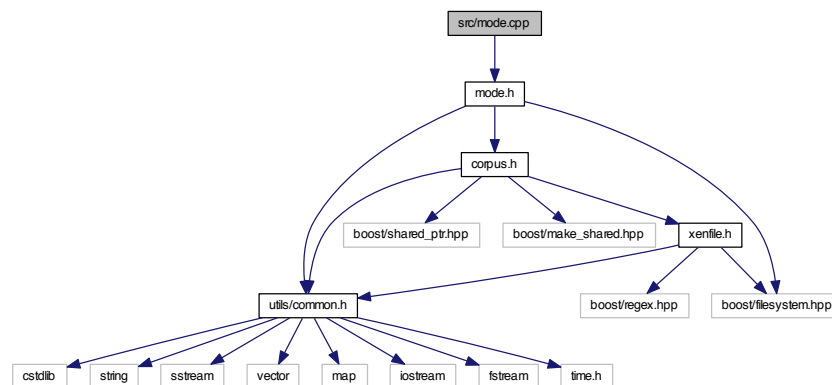 src/mode.cpp
mode.h
corpus.h
boost/shared_ptr.hpp
boost/make_shared.hpp
xenfile.h
utils/common.h
boost/regex.hpp
boost/filesystem.hpp
cstdlib
string
sstream
vector
map
iostream
fstream
time.h